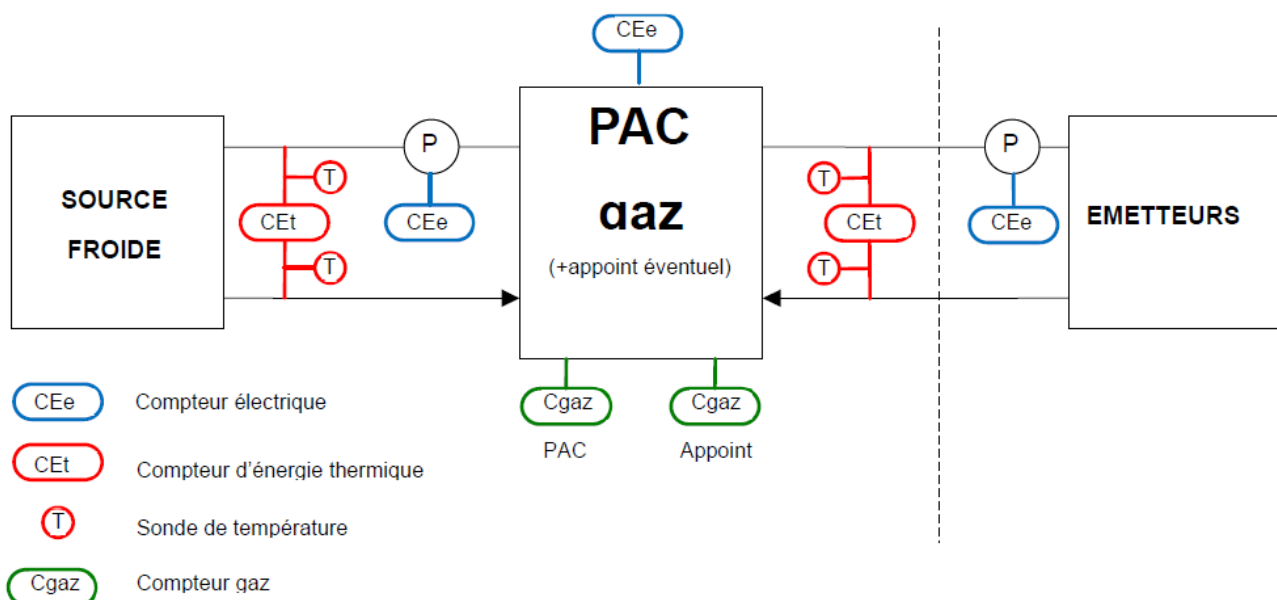 CEe
PAC
gaz
(+appoint éventuel)
SOURCE
FROIDE
T
CEt
T
P
CEe
T
CEt
T
P
CEe
EMETTEURS
Cgaz
PAC
Cgaz
Appoint
CEe Compteur électrique
CEt Compteur d'énergie thermique
T Sonde de température
Cgaz Compteur gaz